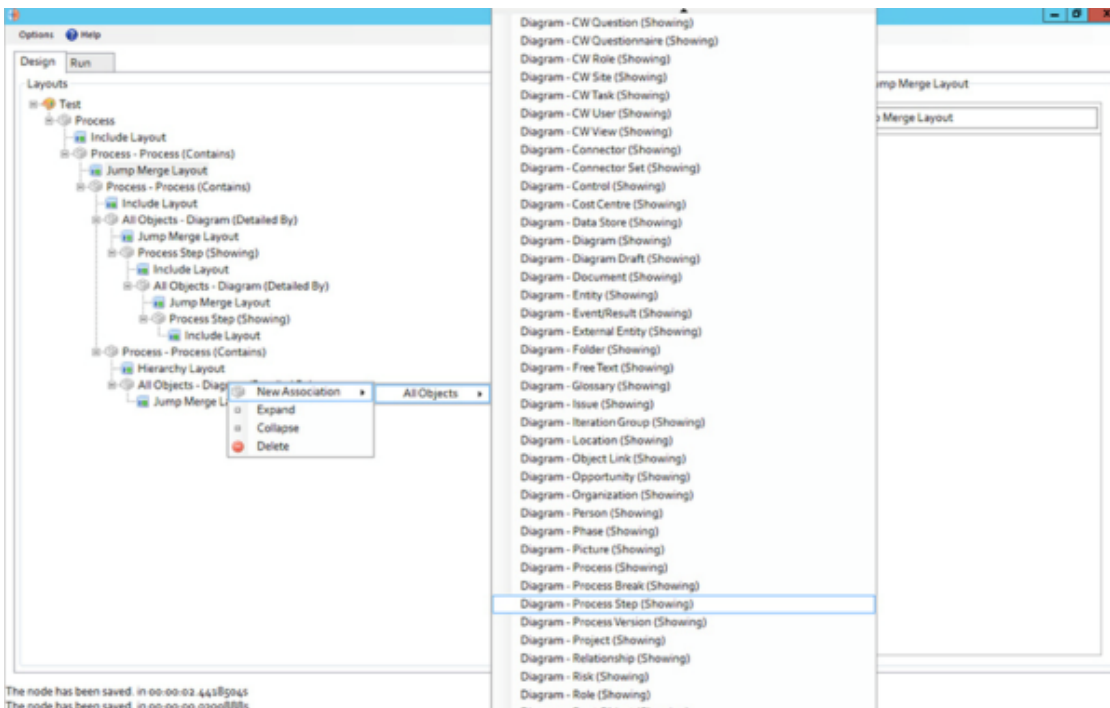 Options Help
Design Run
Layouts
Test
Process
Include Layout
Process - Process (Contains)
Jump Merge Layout
Process - Process (Contains)
Include Layout
All Objects - Diagram (Detailed By)
Jump Merge Layout
Process Step (Showing)
Include Layout
All Objects - Diagram (Detailed By)
Jump Merge Layout
Process Step (Showing)
Include Layout
Process - Process (Contains)
Hierarchy Layout
All Objects - Diag
Jump Merge L
New Association
Expand
Collapse
Delete
All Objects
Diagram - CW Question (Showing)
Diagram - CW Questionnaire (Showing)
Diagram - CW Role (Showing)
Diagram - CW Site (Showing)
Diagram - CW Task (Showing)
Diagram - CW User (Showing)
Diagram - CW View (Showing)
Diagram - Connector (Showing)
Diagram - Connector Set (Showing)
Diagram - Control (Showing)
Diagram - Cost Centre (Showing)
Diagram - Data Store (Showing)
Diagram - Diagram (Showing)
Diagram - Diagram Draft (Showing)
Diagram - Document (Showing)
Diagram - Entity (Showing)
Diagram - Event/Result (Showing)
Diagram - External Entity (Showing)
Diagram - Folder (Showing)
Diagram - Free Text (Showing)
Diagram - Glossary (Showing)
Diagram - Issue (Showing)
Diagram - Iteration Group (Showing)
Diagram - Location (Showing)
Diagram - Object Link (Showing)
Diagram - Opportunity (Showing)
Diagram - Organization (Showing)
Diagram - Person (Showing)
Diagram - Phase (Showing)
Diagram - Picture (Showing)
Diagram - Process (Showing)
Diagram - Process Break (Showing)
Diagram - Process Step (Showing)
Diagram - Process Version (Showing)
Diagram - Project (Showing)
Diagram - Relationship (Showing)
Diagram - Risk (Showing)
Diagram - Role (Showing)
ump Merge Layout
Merge Layout
The node has been saved. in 00:00:02.4418504s
The node has been saved. in